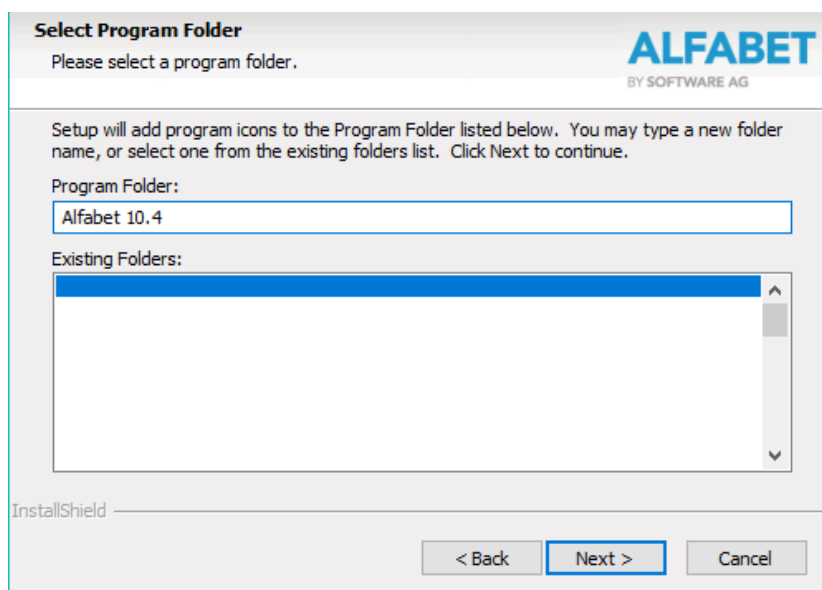 Select Program Folder
Please select a program folder.
ALFABET
BY SOFTWARE AG
Setup will add program icons to the Program Folder listed below.  You may type a new folder
name, or select one from the existing folders list.  Click Next to continue.
Program Folder:
Alfabet 10.4
Existing Folders:
InstallShield
< Back
Next >
Cancel